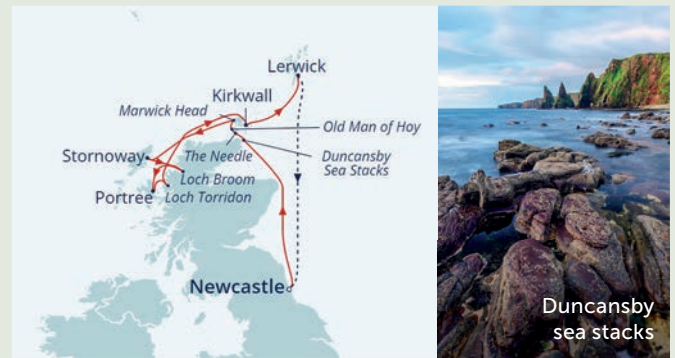 Lerwick
Kirkwall
Marwick Head
Old Man of Hoy
Stornoway
The Needle
Duncansby
Sea Stacks
Loch Broom
Portree
Loch Torridon
Newcastle
Duncansby
sea stacks